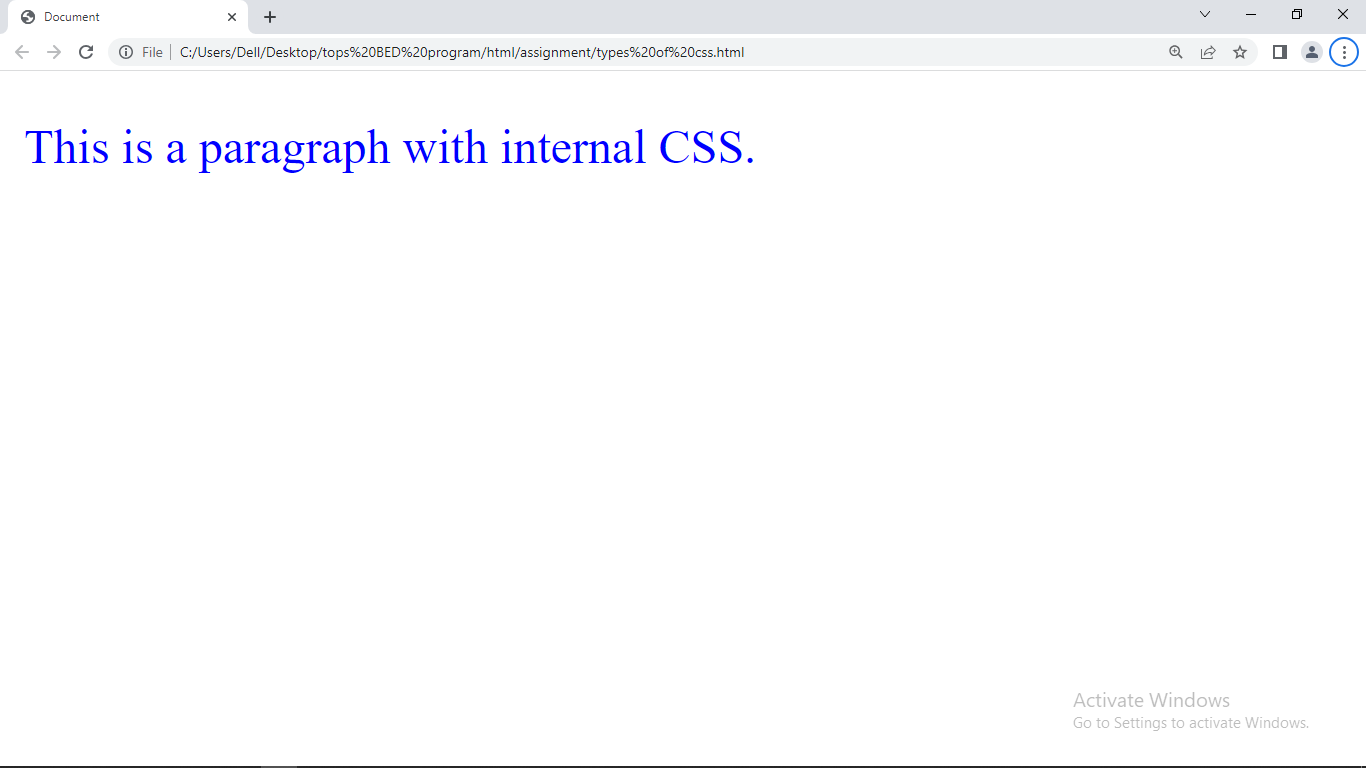 Document
File
C:/Users/Dell/Desktop/tops%20BED%20program/html/assignment/types%20of%20css.html
This is a paragraph with internal CSS.
Activate Windows
Go to Settings to activate Windows.